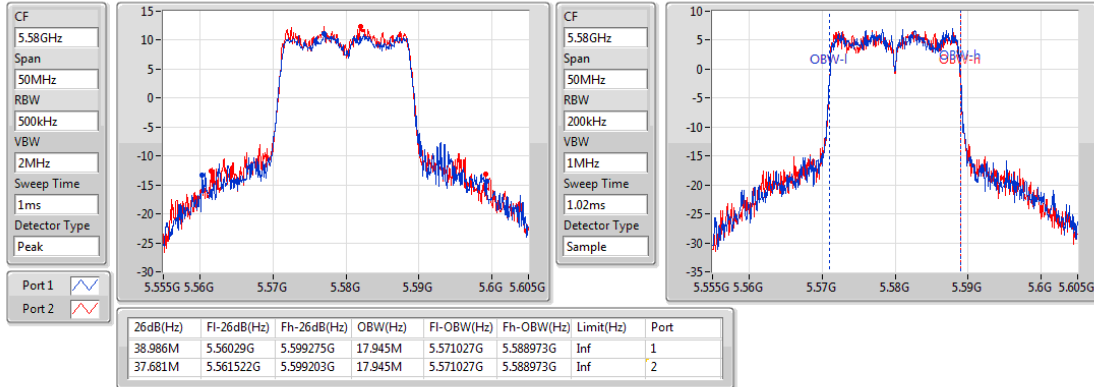 CF
5.58GHz
Span
50MHz
RBW
500kHz
VBW
2MHz
Sweep Time
1ms
Detector Type
Peak
Port 1
Port 2
15
10
5
0
-5
-10
-15
-20
-25
-30
5.555G 5.56G 5.57G 5.58G 5.59G 5.6G 5.605G
CF
5.58GHz
Span
50MHz
RBW
200kHz
VBW
1MHz
Sweep Time
1.02ms
Detector Type
Sample
10
5
0
-5
-10
-15
-20
-25
-30
-35
OBW-l
OBW-h
OBW-h
5.555G 5.56G 5.57G 5.58G 5.59G 5.6G 5.605G
26dB(Hz) Fl-26dB(Hz) Fh-26dB(Hz) OBW(Hz) Fl-OBW(Hz) Fh-OBW(Hz) Limit(Hz) Port
38.986M 5.56029G 5.599275G 17.945M 5.571027G 5.588973G Inf 1
37.681M 5.561522G 5.599203G 17.945M 5.571027G 5.588973G Inf 2